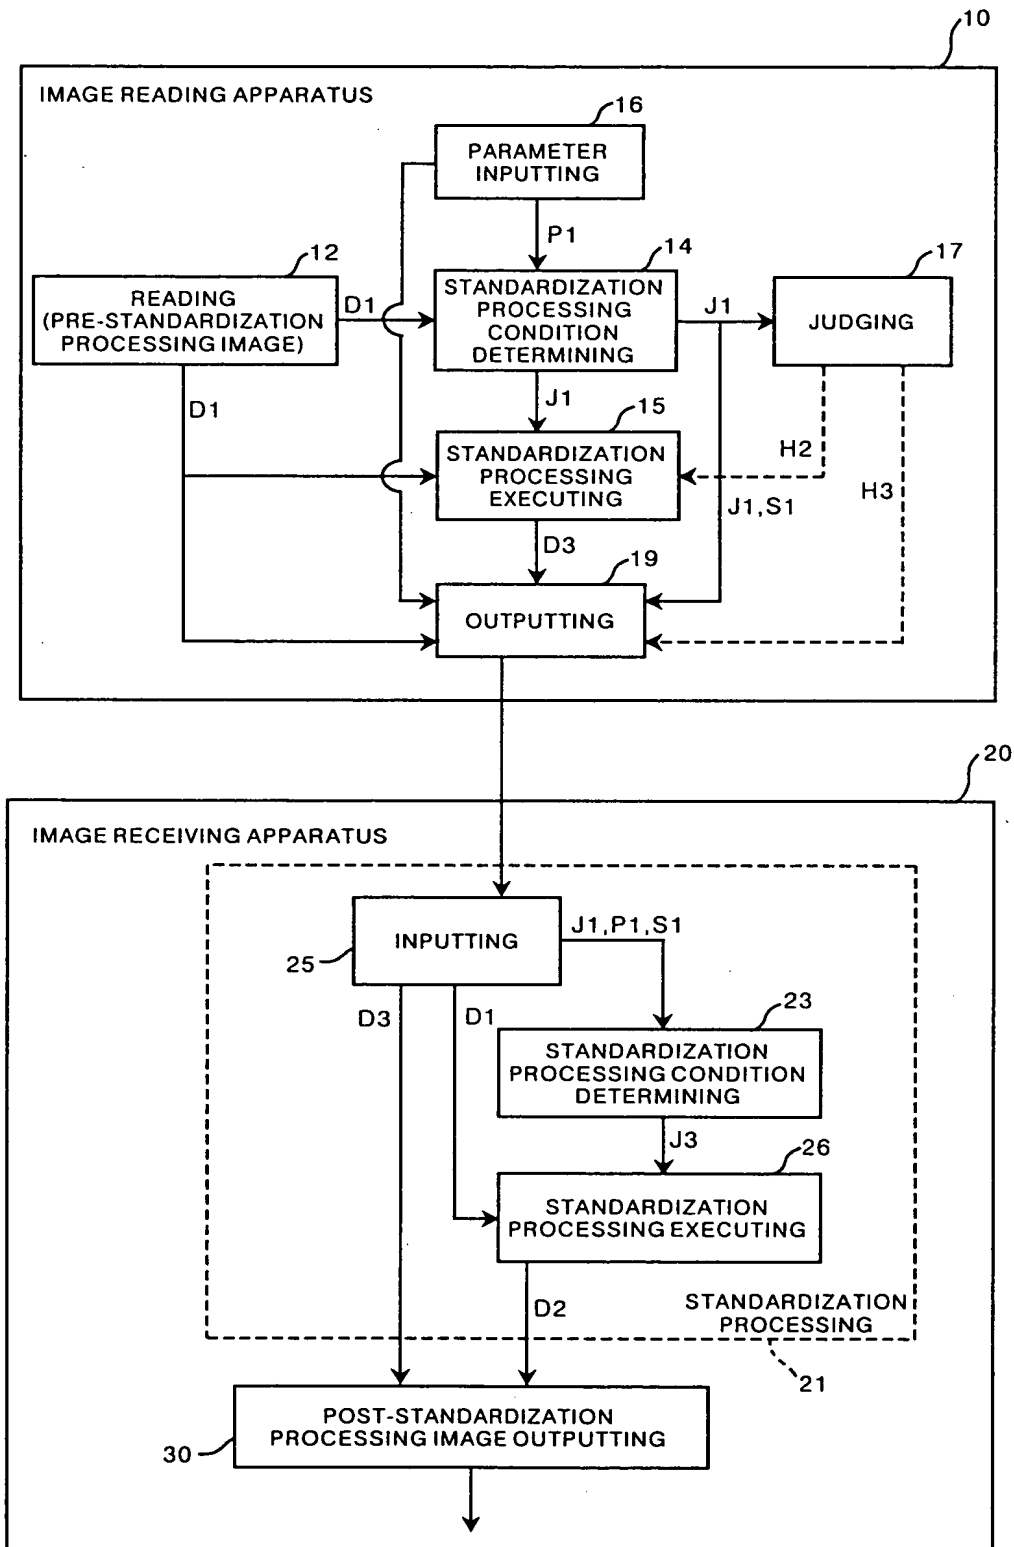 10
IMAGE READING APPARATUS
16
PARAMETER
INPUTTING
P1
12
READING
(PRE-STANDARDIZATION
PROCESSING IMAGE)
D1
14
STANDARDIZATION
PROCESSING
CONDITION
DETERMINING
J1
17
JUDGING
D1
J1
15
STANDARDIZATION
PROCESSING
EXECUTING
H2
H3
J1,S1
D3
19
OUTPUTTING
20
IMAGE RECEIVING APPARATUS
INPUTTING
25
J1,P1,S1
D3
D1
23
STANDARDIZATION
PROCESSING CONDITION
DETERMINING
J3
26
STANDARDIZATION
PROCESSING EXECUTING
D2
STANDARDIZATION
PROCESSING
21
POST-STANDARDIZATION
PROCESSING IMAGE OUTPUTTING
30